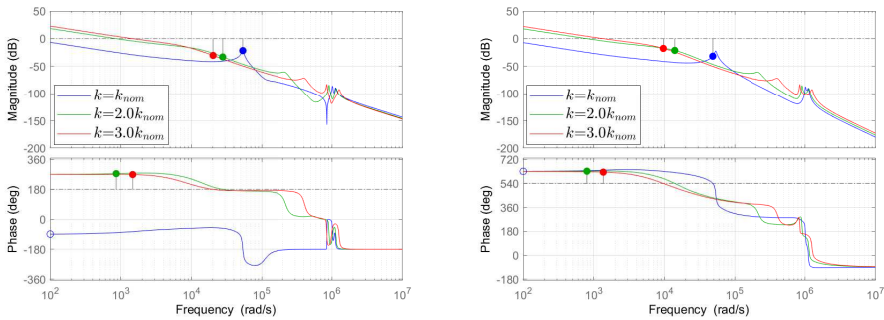 50
0
-50
-100
-150
-200
Magnitude (dB)
k=k_nom
k=2.0k_nom
k=3.0k_nom
360
180
0
-180
-360
Phase (deg)
10^2 10^3 10^4 10^5 10^6 10^7
Frequency (rad/s)
50
0
-50
-100
-150
-200
Magnitude (dB)
k=k_nom
k=2.0k_nom
k=3.0k_nom
720
540
360
180
0
-180
Phase (deg)
10^2 10^3 10^4 10^5 10^6 10^7
Frequency (rad/s)